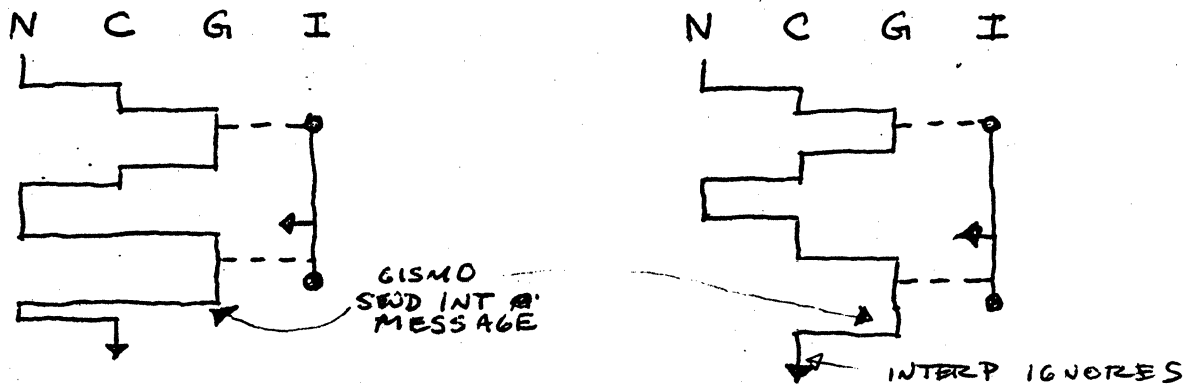 N C G I
N C G I
GISMO
SEND INT
MESSAGE
INTERP IGNORES